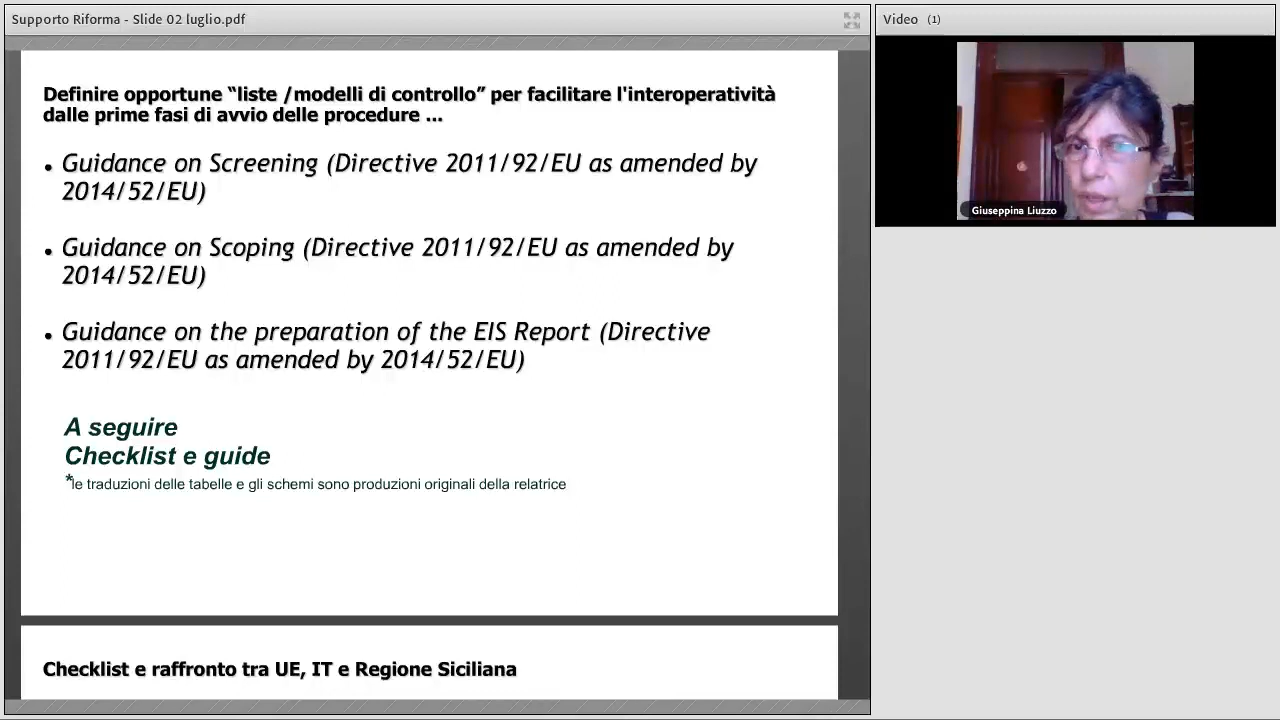 Supporto Riforma - Slide 02 luglio.pdf
Definire opportune “liste /modelli di controllo” per facilitare l'interoperatività
dalle prime fasi di avvio delle procedure ...
• Guidance on Screening (Directive 2011/92/EU as amended by
2014/52/EU)
• Guidance on Scoping (Directive 2011/92/EU as amended by
2014/52/EU)
• Guidance on the preparation of the EIS Report (Directive
2011/92/EU as amended by 2014/52/EU)
A seguire
Checklist e guide
*le traduzioni delle tabelle e gli schemi sono produzioni originali della relatrice
Checklist e raffronto tra UE, IT e Regione Siciliana
Video (1)
Giuseppina Liuzzo